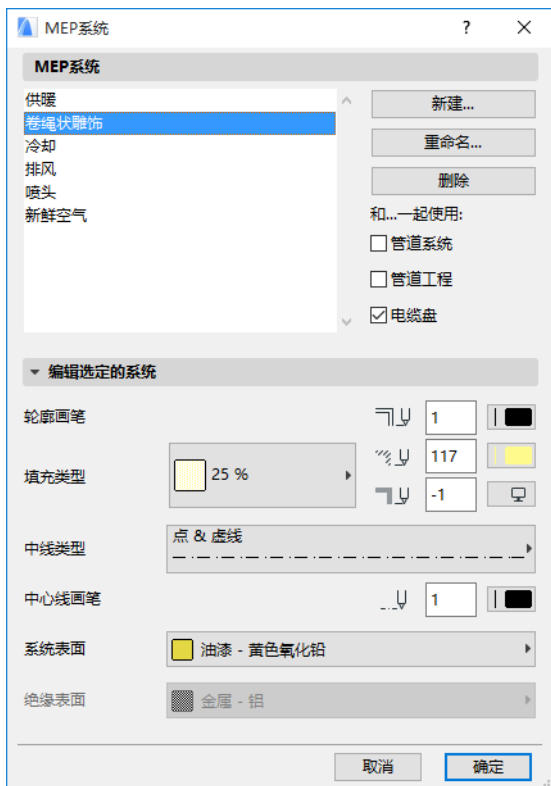 MEP系统
?
MEP系统
供暖
卷绳状雕饰
冷却
排风
喷头
新鲜空气
新建...
重命名...
删除
和...一起使用:
管道系统
管道工程
电缆盘
编辑选定的系统
轮廓画笔
1
填充类型
25 %
117
-1
中线类型
点 & 虚线
中心线画笔
1
系统表面
油漆 - 黄色氧化铅
绝缘表面
金属 - 铝
取消
确定